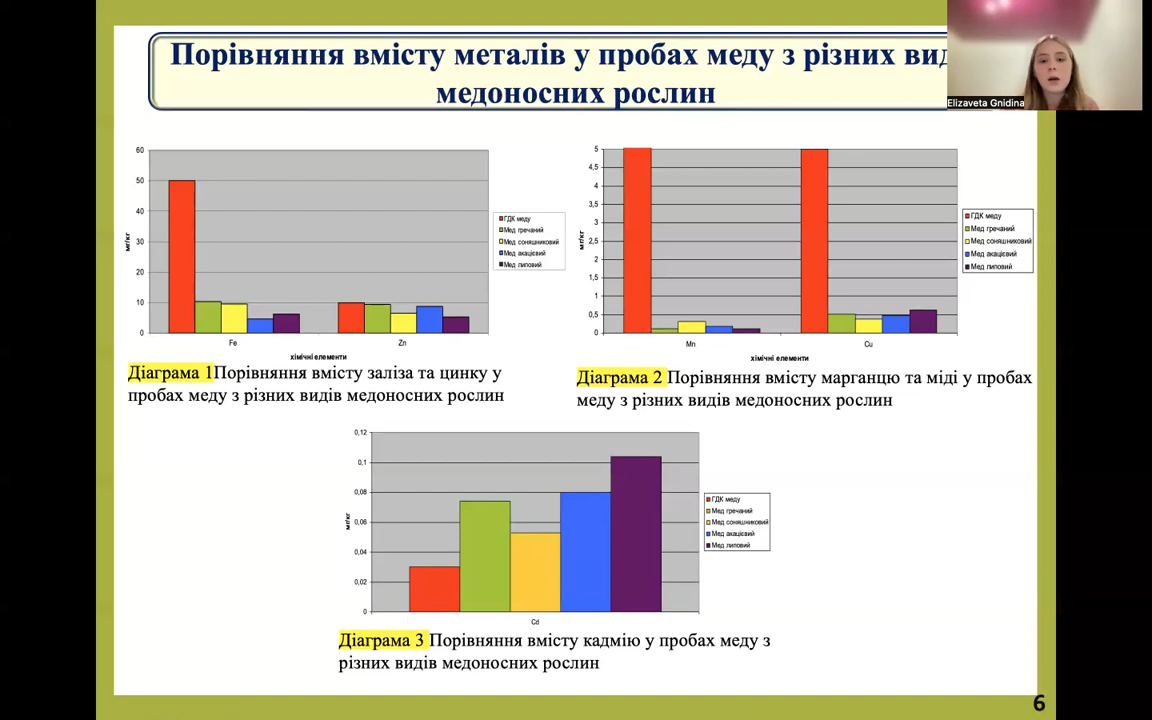 Порівняння вмісту металів у пробах меду з різних вид
медоносних рослин
Elizaveta Gnidina
60
50
40
30
20
10
0
мг/кг
Fe
Zn
хімічні елементи
ГДК меду
Мед гречаний
Мед соняшниковий
Мед акацієвий
Мед липовий
Діаграма 1Порівняння вмісту заліза та цинку у
пробах меду з різних видів медоносних рослин
5
4,5
4
3,5
3
2,5
2
1,5
1
0,5
0
мг/кг
Mn
Cu
хімічні елементи
ГДК меду
Мед гречаний
Мед соняшниковий
Мед акацієвий
Мед липовий
Діаграма 2 Порівняння вмісту марганцю та міді у пробах
меду з різних видів медоносних рослин
0,12
0,1
0,08
0,06
0,04
0,02
0
мг/кг
Cd
ГДК меду
Мед гречаний
Мед соняшниковий
Мед акацієвий
Мед липовий
Діаграма 3 Порівняння вмісту кадмію у пробах меду з
різних видів медоносних рослин
6